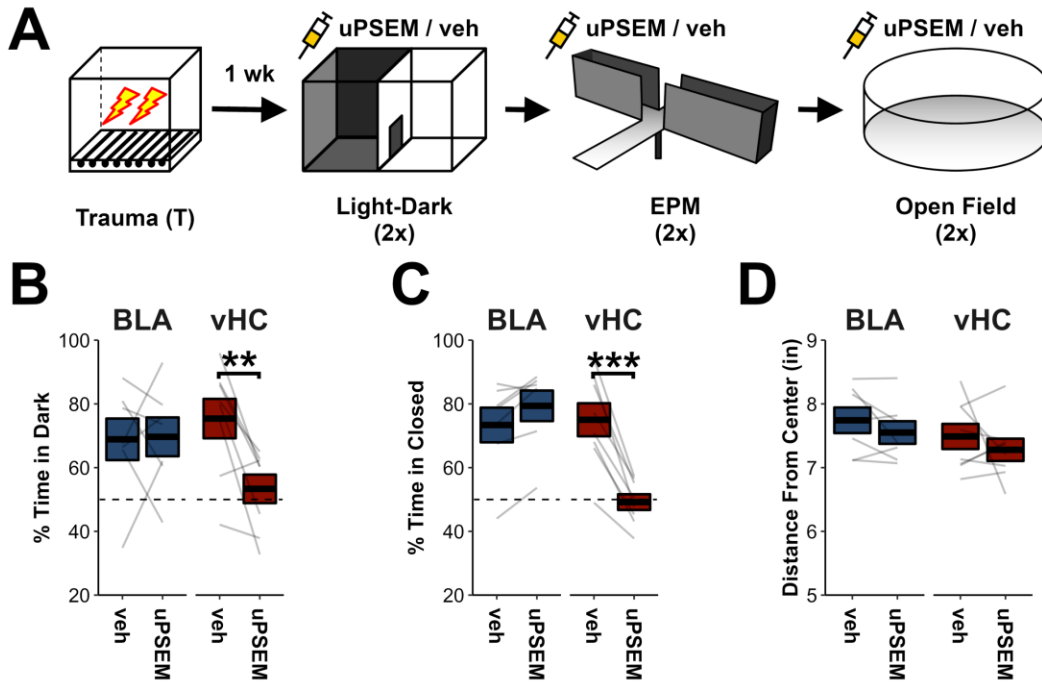 A
uPSEM / veh
uPSEM / veh
uPSEM / veh
1 wk
Trauma (T)
Light-Dark
(2x)
EPM
(2x)
Open Field
(2x)
B
BLA
vHC
**
% Time in Dark
100
80
60
40
20
veh
uPSEM
veh
uPSEM
C
BLA
vHC
***
% Time in Closed
100
80
60
40
20
veh
uPSEM
veh
uPSEM
D
BLA
vHC
Distance From Center (in)
9
8
7
6
5
veh
uPSEM
veh
uPSEM